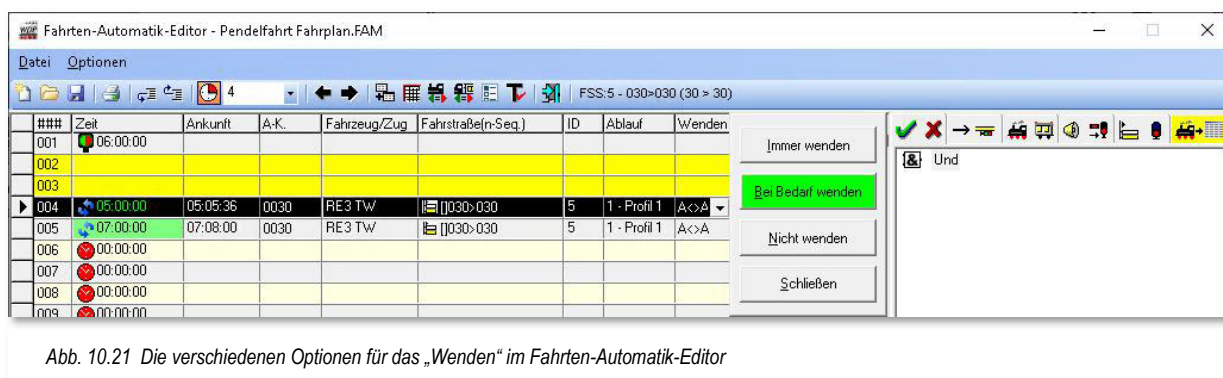 WDP Fahrten-Automatik-Editor - Pendelfahrt Fahrplan.FAM
Datei Optionen
4 FSS:5 - 030>030 (30 > 30)
### Zeit Ankunft A-K. Fahrzeug/Zug Fahrstraße(n-Seq.) ID Ablauf Wenden
001 06:00:00
002
003
004 05:00:00 05:05:36 0030 RE3 TW []030>030 5 1 - Profil 1 A<>A
005 07:00:00 07:08:00 0030 RE3 TW []030>030 5 1 - Profil 1 A<>A
006 00:00:00
007 00:00:00
008 00:00:00
009 00:00:00
Immer wenden
Bei Bedarf wenden
Nicht wenden
Schließen
& Und
Abb. 10.21 Die verschiedenen Optionen für das „Wenden“ im Fahrten-Automatik-Editor